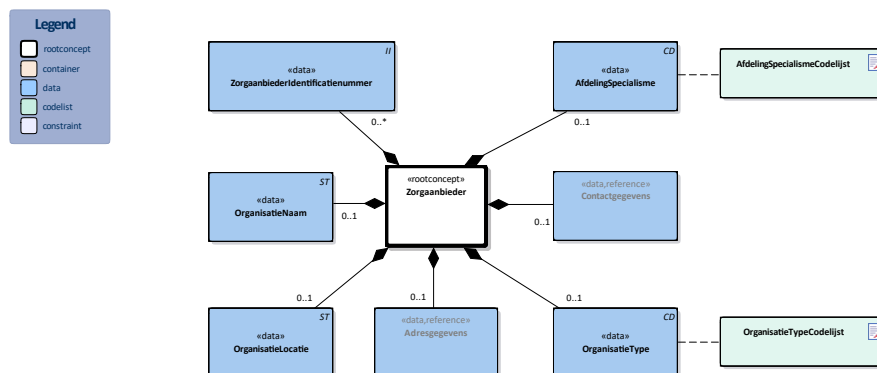 Legend
rootconcept
container
data
codelist
constraint
II
«data»
ZorgaanbiederIdentificatienummer
0..*
CD
«data»
AfdelingSpecialisme
0..1
AfdelingSpecialismeCodelijst
«rootconcept»
Zorgaanbieder
ST
«data»
OrganisatieNaam
0..1
«data,reference»
Contactgegevens
0..1
0..1
0..1
0..1
ST
«data»
OrganisatieLocatie
«data,reference»
Adresgegevens
CD
«data»
OrganisatieType
OrganisatieTypeCodelijst